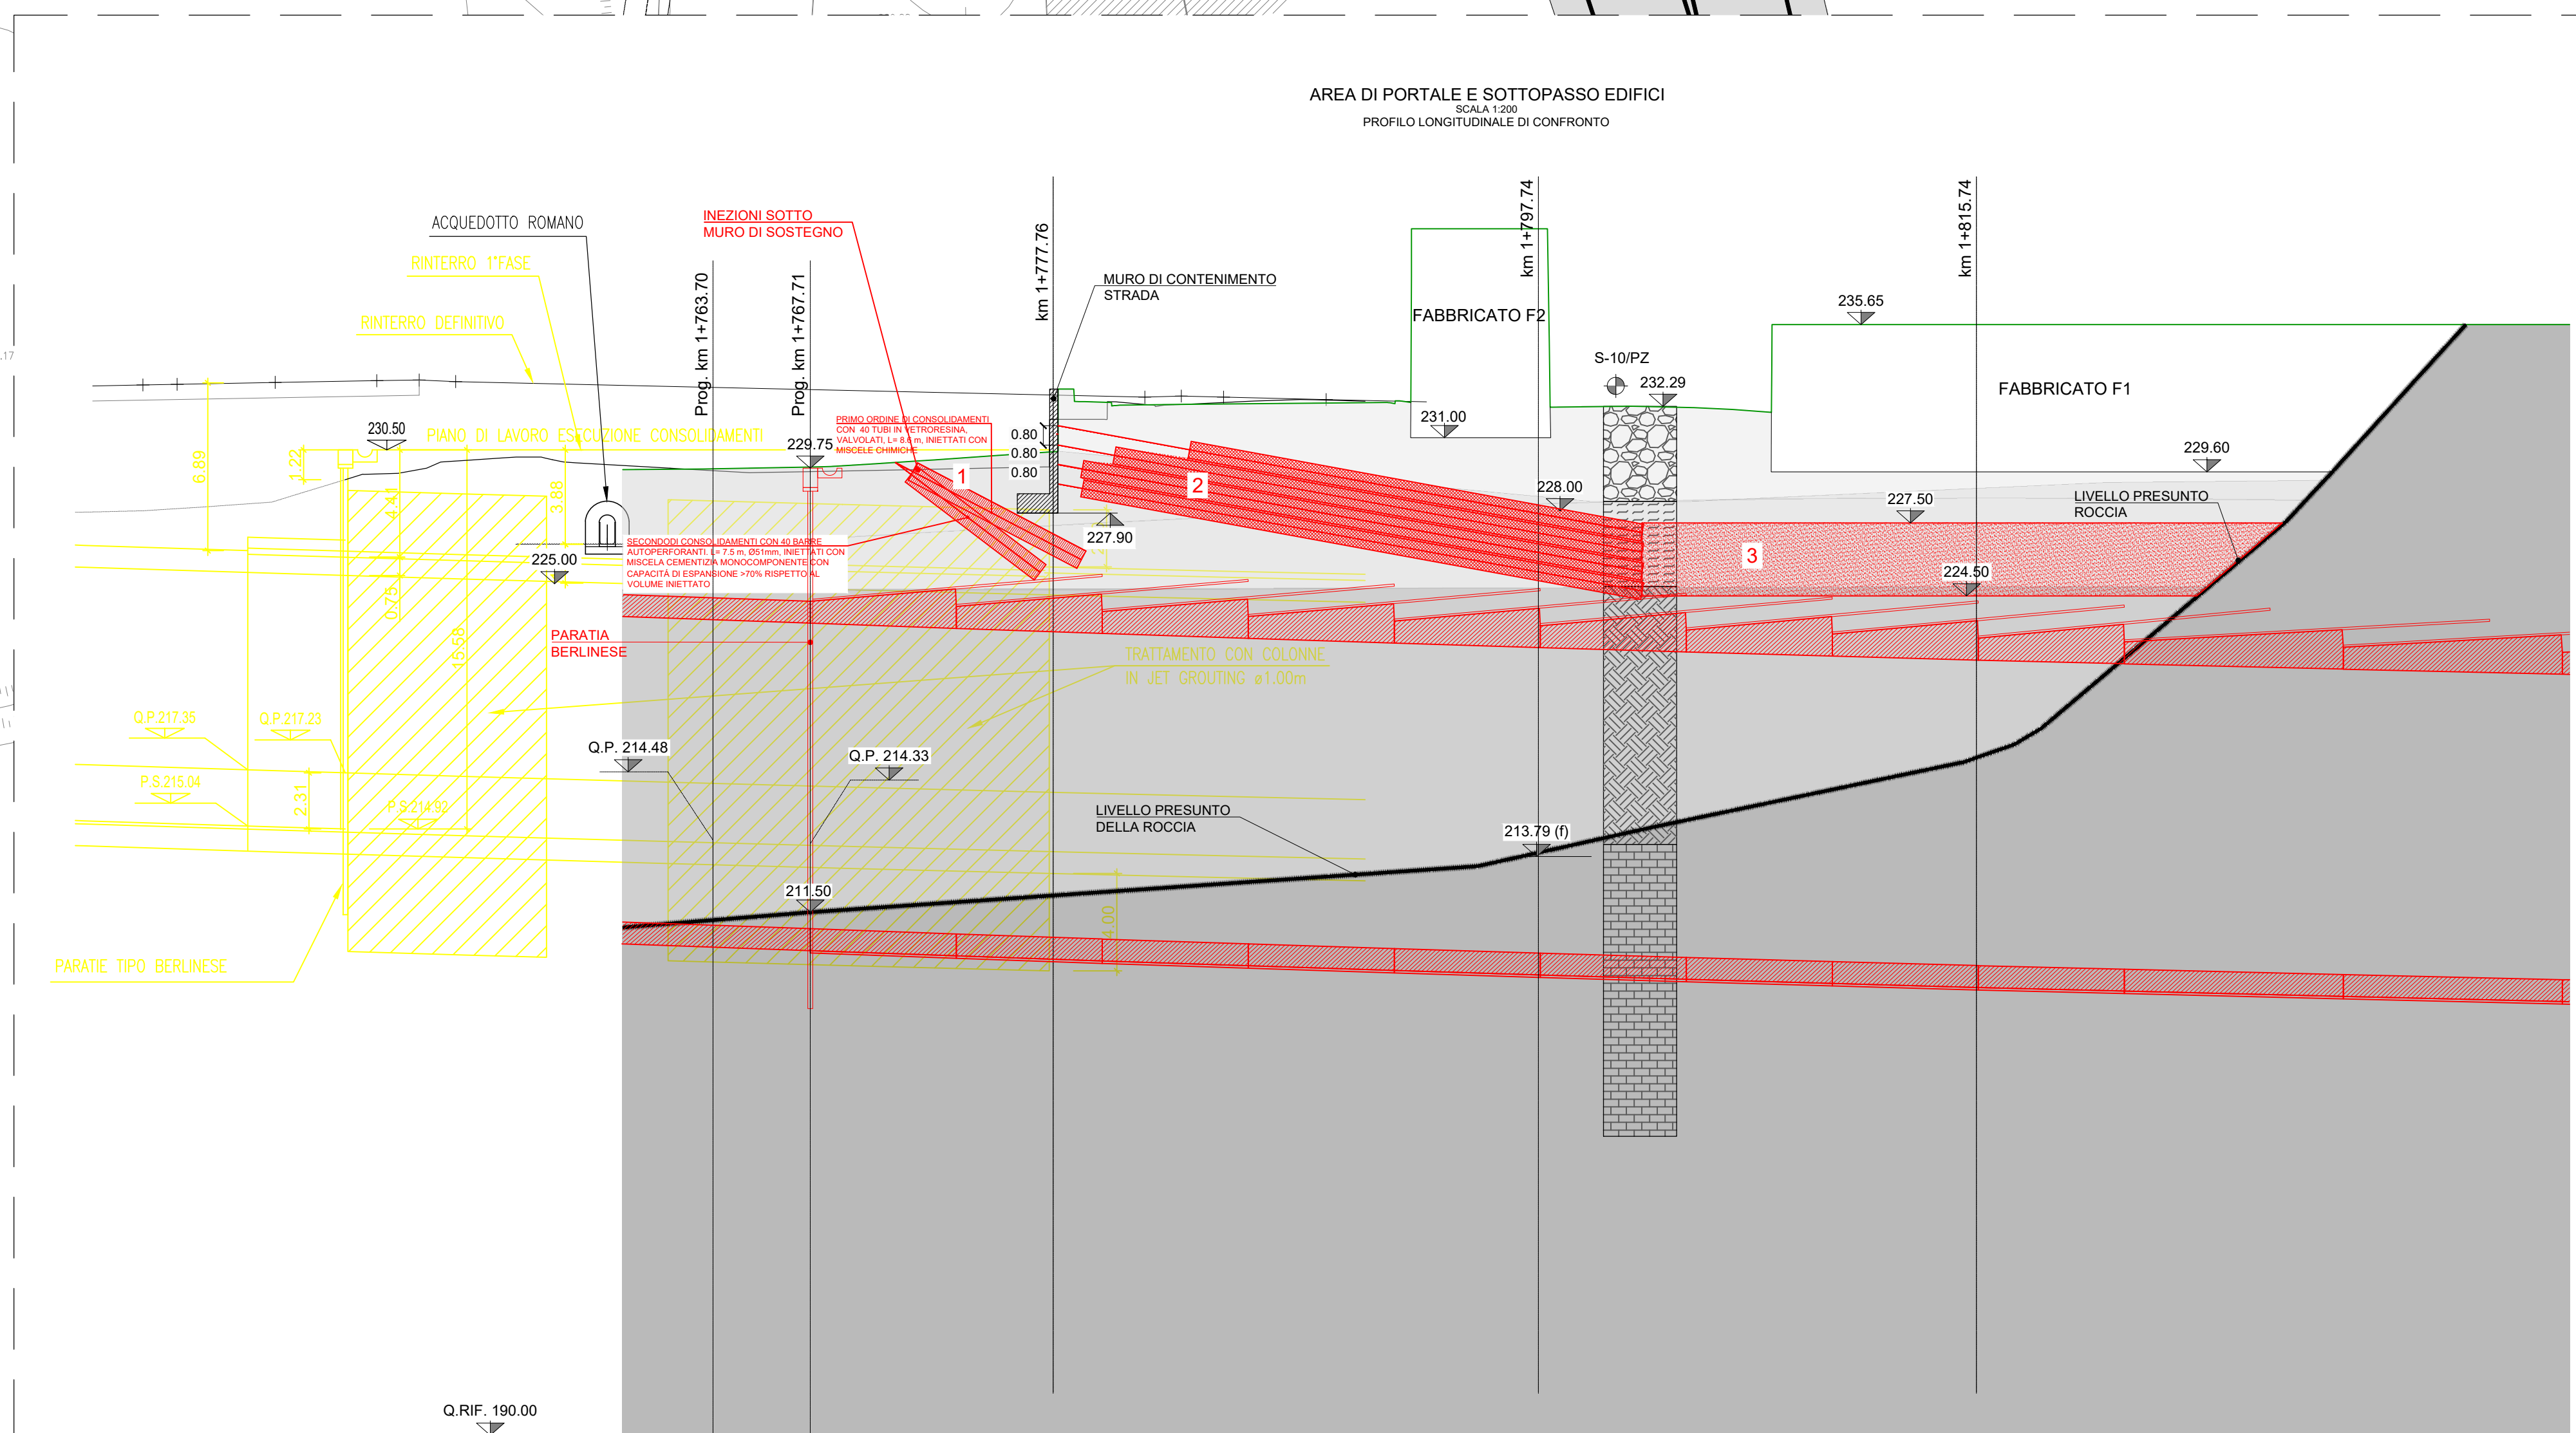 AREA DI PORTALE E SOTTOPASSO EDIFICI
SCALA 1:200
PROFILO LONGITUDINALE DI CONFRONTO
ACQUEDOTTO ROMANO
RINTERRO 1°FASE
RINTERRO DEFINITIVO
INEZIONI SOTTO
MURO DI SOSTEGNO
Prog. km 1+763.70
Prog. km 1+767.71
km 1+777.76
km 1+797.74
km 1+815.74
MURO DI CONTENIMENTO
STRADA
FABBRICATO F2
FABBRICATO F1
235.65
S-10/PZ
232.29
231.00
229.60
.17
6.89
1.22
230.50
PIANO DI LAVORO ESECUZIONE CONSOLIDAMENTI
229.75
PRIMO ORDINE DI CONSOLIDAMENTI
CON 40 TUBI IN VETRORESINA,
VALVOLATI, L= 8.6 m, INIETTATI CON
MISCELE CHIMICHE
0.80
0.80
0.80
1
2
3
4.41
3.88
228.00
227.50
LIVELLO PRESUNTO
ROCCIA
227.90
225.00
224.50
SECONDODI CONSOLIDAMENTI CON 40 BARRE
AUTOPERFORANTI, L= 7.5 m, Ø51mm, INIETTATI CON
MISCELA CEMENTIZIA MONOCOMPONENTE CON
CAPACITÁ DI ESPANSIONE >70% RISPETTO AL
VOLUME INIETTATO
0.75
15.58
PARATIA
BERLINESE
TRATTAMENTO CON COLONNE
IN JET GROUTING ø1.00m
Q.P.217.35
Q.P.217.23
Q.P. 214.48
Q.P. 214.33
P.S.215.04
2.31
P.S.214.92
LIVELLO PRESUNTO
DELLA ROCCIA
213.79 (f)
211.50
4.00
PARATIE TIPO BERLINESE
Q.RIF. 190.00